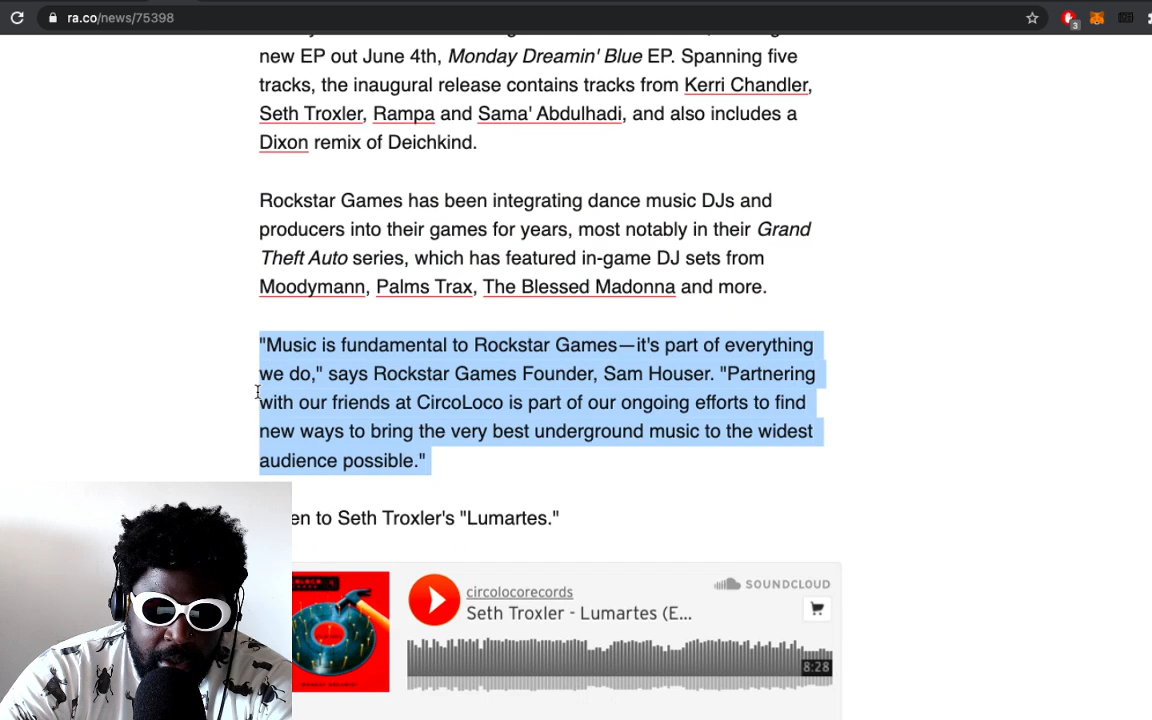 ra.co/news/75398
3
new EP out June 4th, Monday Dreamin' Blue EP. Spanning five
tracks, the inaugural release contains tracks from Kerri Chandler,
Seth Troxler, Rampa and Sama' Abdulhadi, and also includes a
Dixon remix of Deichkind.
Rockstar Games has been integrating dance music DJs and
producers into their games for years, most notably in their Grand
Theft Auto series, which has featured in-game DJ sets from
Moodymann, Palms Trax, The Blessed Madonna and more.
"Music is fundamental to Rockstar Games—it's part of everything
we do," says Rockstar Games Founder, Sam Houser. "Partnering
with our friends at CircoLoco is part of our ongoing efforts to find
new ways to bring the very best underground music to the widest
audience possible."
en to Seth Troxler's "Lumartes."
SOUNDCLOUD
circolocorecords
Seth Troxler - Lumartes (E...
8:28